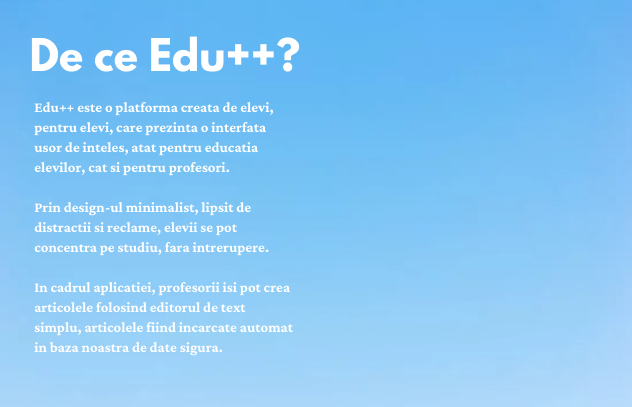 De ce Edu++?
Edu++ este o platforma creata de elevi,
pentru elevi, care prezinta o interfata
usor de inteles, atat pentru educatia
elevilor, cat si pentru profesori.
Prin design-ul minimalist, lipsit de
distractii si reclame, elevii se pot
concentra pe studiu, fara intrerupere.
In cadrul aplicatiei, profesorii isi pot crea
articolele folosind editorul de text
simplu, articolele fiind incarcate automat
in baza noastra de date sigura.